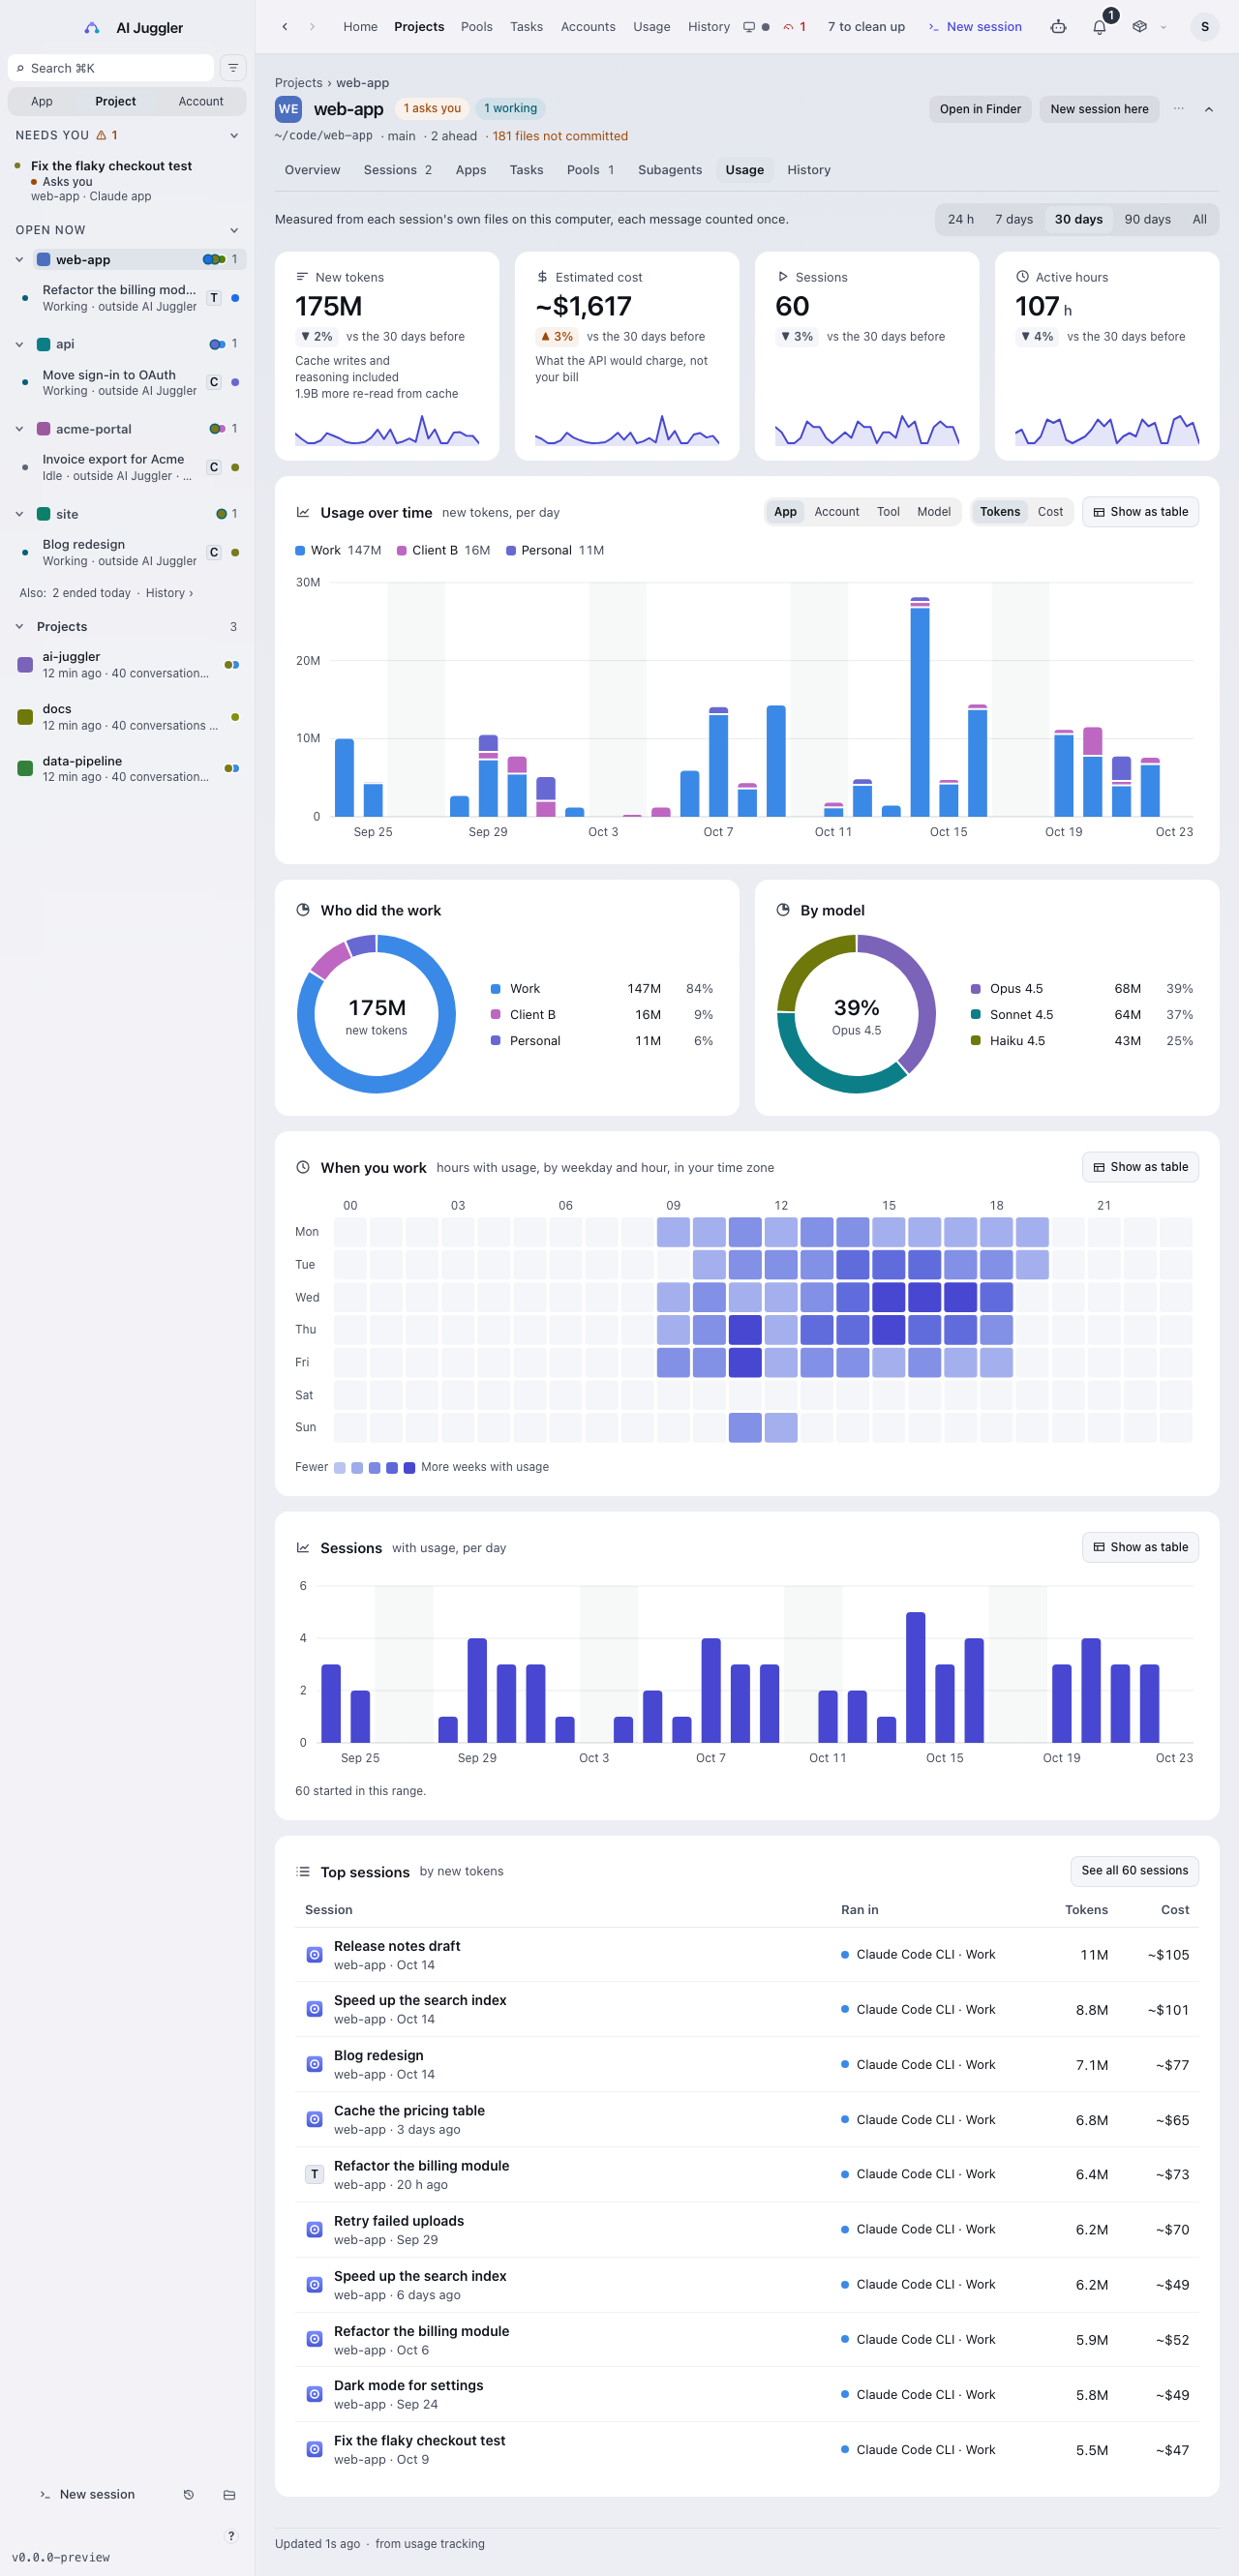 AI Juggler
Search ⌘K
App Project Account
NEEDS YOU 1
Fix the flaky checkout test
Asks you
web-app · Claude app
OPEN NOW
web-app 1
Refactor the billing mod... T
Working · outside AI Juggler
api 1
Move sign-in to OAuth C
Working · outside AI Juggler
acme-portal 1
Invoice export for Acme C
Idle · outside AI Juggler · ...
site 1
Blog redesign C
Working · outside AI Juggler
Also: 2 ended today · History ›
Projects 3
ai-juggler
12 min ago · 40 conversation...
docs
12 min ago · 40 conversations ...
data-pipeline
12 min ago · 40 conversation...
New session
?
v0.0.0-preview
Home Projects Pools Tasks Accounts Usage History 1 7 to clean up New session 1 S
Projects › web-app
WE web-app 1 asks you 1 working Open in Finder New session here ...
~/code/web-app · main · 2 ahead · 181 files not committed
Overview Sessions 2 Apps Tasks Pools 1 Subagents Usage History
Measured from each session's own files on this computer, each message counted once. 24 h 7 days 30 days 90 days All
New tokens
175M
▼ 2% vs the 30 days before
Cache writes and
reasoning included
1.9B more re-read from cache
Estimated cost
~$1,617
▲ 3% vs the 30 days before
What the API would charge, not
your bill
Sessions
60
▼ 3% vs the 30 days before
Active hours
107 h
▼ 4% vs the 30 days before
Usage over time new tokens, per day App Account Tool Model Tokens Cost Show as table
Work 147M Client B 16M Personal 11M
30M
20M
10M
0
Sep 25 Sep 29 Oct 3 Oct 7 Oct 11 Oct 15 Oct 19 Oct 23
Who did the work
175M
new tokens
Work 147M 84%
Client B 16M 9%
Personal 11M 6%
By model
39%
Opus 4.5
Opus 4.5 68M 39%
Sonnet 4.5 64M 37%
Haiku 4.5 43M 25%
When you work hours with usage, by weekday and hour, in your time zone Show as table
00 03 06 09 12 15 18 21
Mon
Tue
Wed
Thu
Fri
Sat
Sun
Fewer More weeks with usage
Sessions with usage, per day Show as table
6
4
2
0
Sep 25 Sep 29 Oct 3 Oct 7 Oct 11 Oct 15 Oct 19 Oct 23
60 started in this range.
Top sessions by new tokens See all 60 sessions
Session Ran in Tokens Cost
Release notes draft
web-app · Oct 14
Claude Code CLI · Work 11M ~$105
Speed up the search index
web-app · Oct 14
Claude Code CLI · Work 8.8M ~$101
Blog redesign
web-app · Oct 14
Claude Code CLI · Work 7.1M ~$77
Cache the pricing table
web-app · 3 days ago
Claude Code CLI · Work 6.8M ~$65
T Refactor the billing module
web-app · 20 h ago
Claude Code CLI · Work 6.4M ~$73
Retry failed uploads
web-app · Sep 29
Claude Code CLI · Work 6.2M ~$70
Speed up the search index
web-app · 6 days ago
Claude Code CLI · Work 6.2M ~$49
Refactor the billing module
web-app · Oct 6
Claude Code CLI · Work 5.9M ~$52
Dark mode for settings
web-app · Sep 24
Claude Code CLI · Work 5.8M ~$49
Fix the flaky checkout test
web-app · Oct 9
Claude Code CLI · Work 5.5M ~$47
Updated 1s ago · from usage tracking